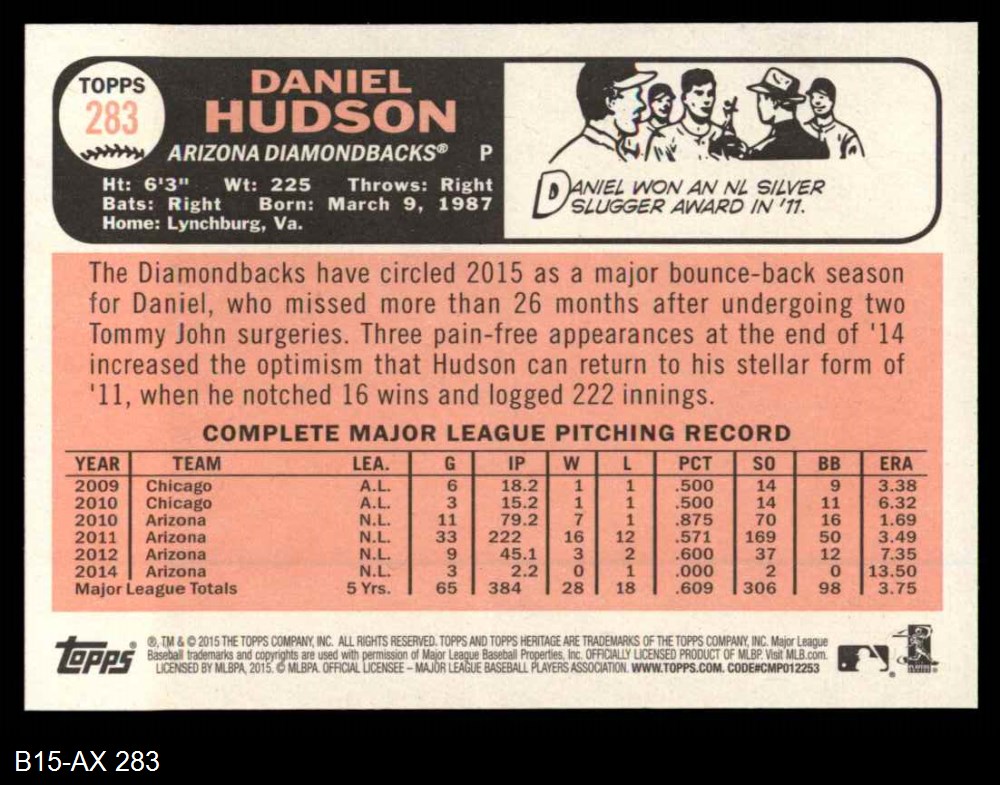 TOPPS
283
DANIEL
HUDSON
ARIZONA DIAMONDBACKS® P
Ht: 6'3" Wt: 225 Throws: Right
Bats: Right Born: March 9, 1987
Home: Lynchburg, Va.
DANIEL WON AN NL SILVER
SLUGGER AWARD IN '11.
The Diamondbacks have circled 2015 as a major bounce-back season
for Daniel, who missed more than 26 months after undergoing two
Tommy John surgeries. Three pain-free appearances at the end of '14
increased the optimism that Hudson can return to his stellar form of
'11, when he notched 16 wins and logged 222 innings.
COMPLETE MAJOR LEAGUE PITCHING RECORD
YEAR TEAM LEA. G IP W L PCT SO BB ERA
2009 Chicago A.L. 6 18.2 1 1 .500 14 9 3.38
2010 Chicago A.L. 3 15.2 1 1 .500 14 11 6.32
2010 Arizona N.L. 11 79.2 7 1 .875 70 16 1.69
2011 Arizona N.L. 33 222 16 12 .571 169 50 3.49
2012 Arizona N.L. 9 45.1 3 2 .600 37 12 7.35
2014 Arizona N.L. 3 2.2 0 1 .000 2 0 13.50
Major League Totals 5 Yrs. 65 384 28 18 .609 306 98 3.75
Topps® ®, TM & © 2015 THE TOPPS COMPANY, INC. ALL RIGHTS RESERVED. TOPPS AND TOPPS HERITAGE ARE TRADEMARKS OF THE TOPPS COMPANY, INC. Major League
Baseball trademarks and copyrights are used with permission of Major League Baseball Properties, Inc. OFFICIALLY LICENSED PRODUCT OF MLBP. Visit MLB.com.
LICENSED BY MLBPA, 2015. © MLBPA. OFFICIAL LICENSEE – MAJOR LEAGUE BASEBALL PLAYERS ASSOCIATION. WWW.TOPPS.COM. CODE#CMP012253
B15-AX 283